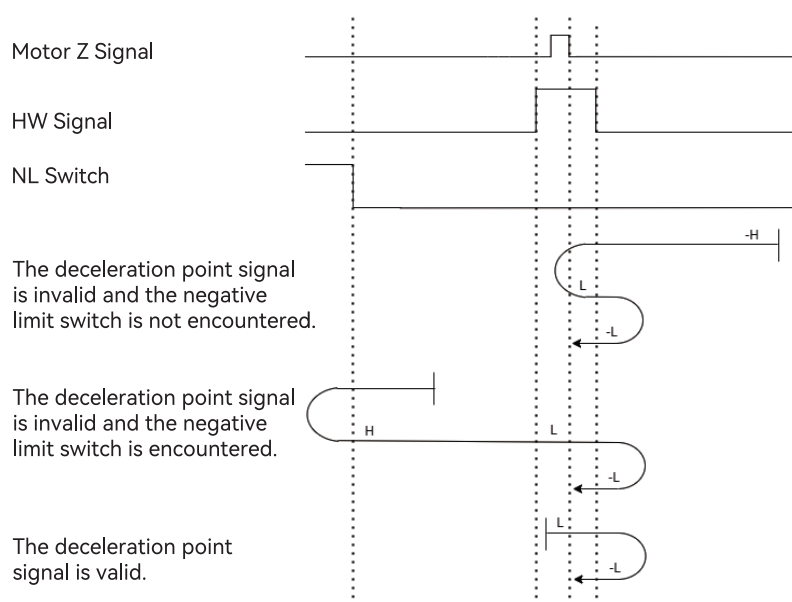 Motor Z Signal
HW Signal
NL Switch
-H
The deceleration point signal
is invalid and the negative
limit switch is not encountered.
L
-L
The deceleration point signal
is invalid and the negative
limit switch is encountered.
H
L
-L
L
The deceleration point
signal is valid.
-L